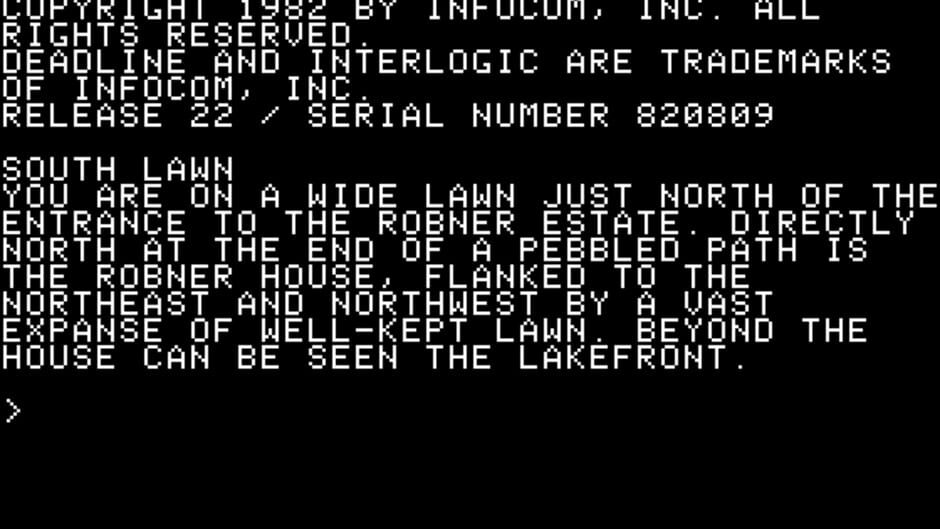 COPYRIGHT 1982 BY INFOCOM, INC. ALL
RIGHTS RESERVED.
DEADLINE AND INTERLOGIC ARE TRADEMARKS
OF INFOCOM, INC.
RELEASE 22 / SERIAL NUMBER 820809
SOUTH LAWN
YOU ARE ON A WIDE LAWN JUST NORTH OF THE
ENTRANCE TO THE ROBNER ESTATE. DIRECTLY
NORTH AT THE END OF A PEBBLED PATH IS
THE ROBNER HOUSE, FLANKED TO THE
NORTHEAST AND NORTHWEST BY A VAST
EXPANSE OF WELL-KEPT LAWN. BEYOND THE
HOUSE CAN BE SEEN THE LAKEFRONT.
>